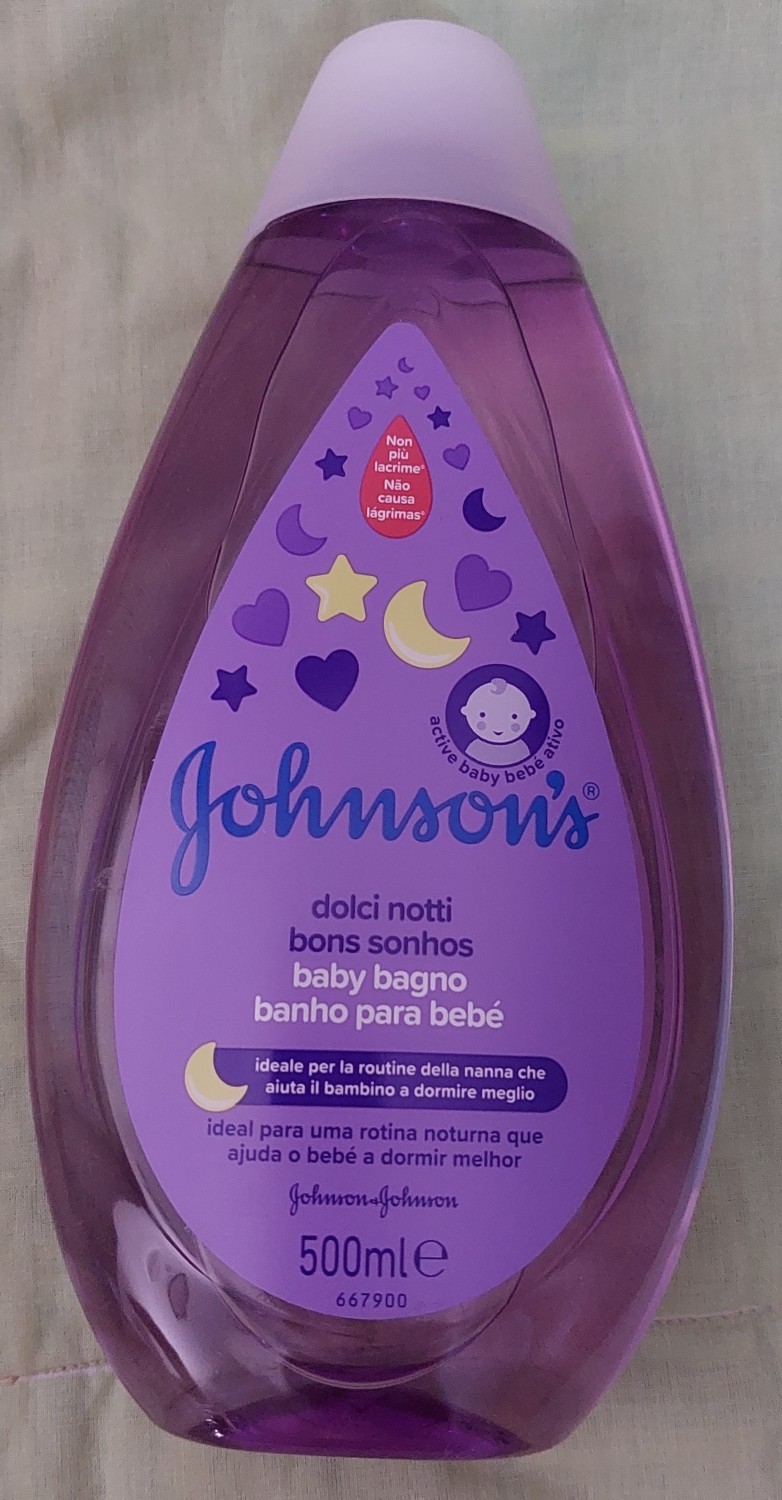 Non
più
lacrime®
Não
causa
lágrimas®
active baby bebé ativo
Johnson's®
dolci notti
bons sonhos
baby bagno
banho para bebé
ideale per la routine della nanna che
aiuta il bambino a dormire meglio
ideal para uma rotina noturna que
ajuda o bebé a dormir melhor
Johnson+Johnson
500ml℮
667900